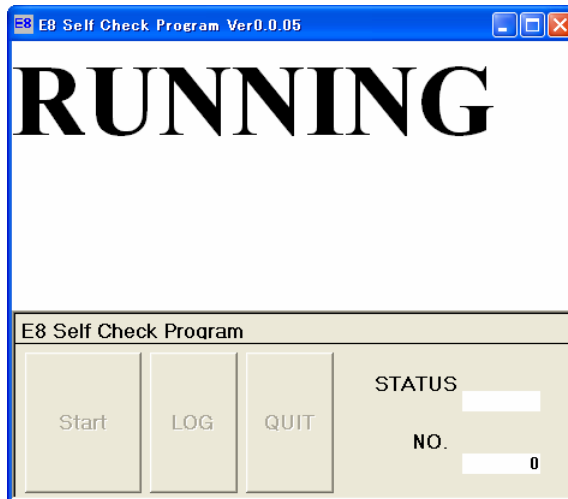 E8 E8 Self Check Program Ver0.0.05
RUNNING
E8 Self Check Program
Start LOG QUIT
STATUS
NO.
0